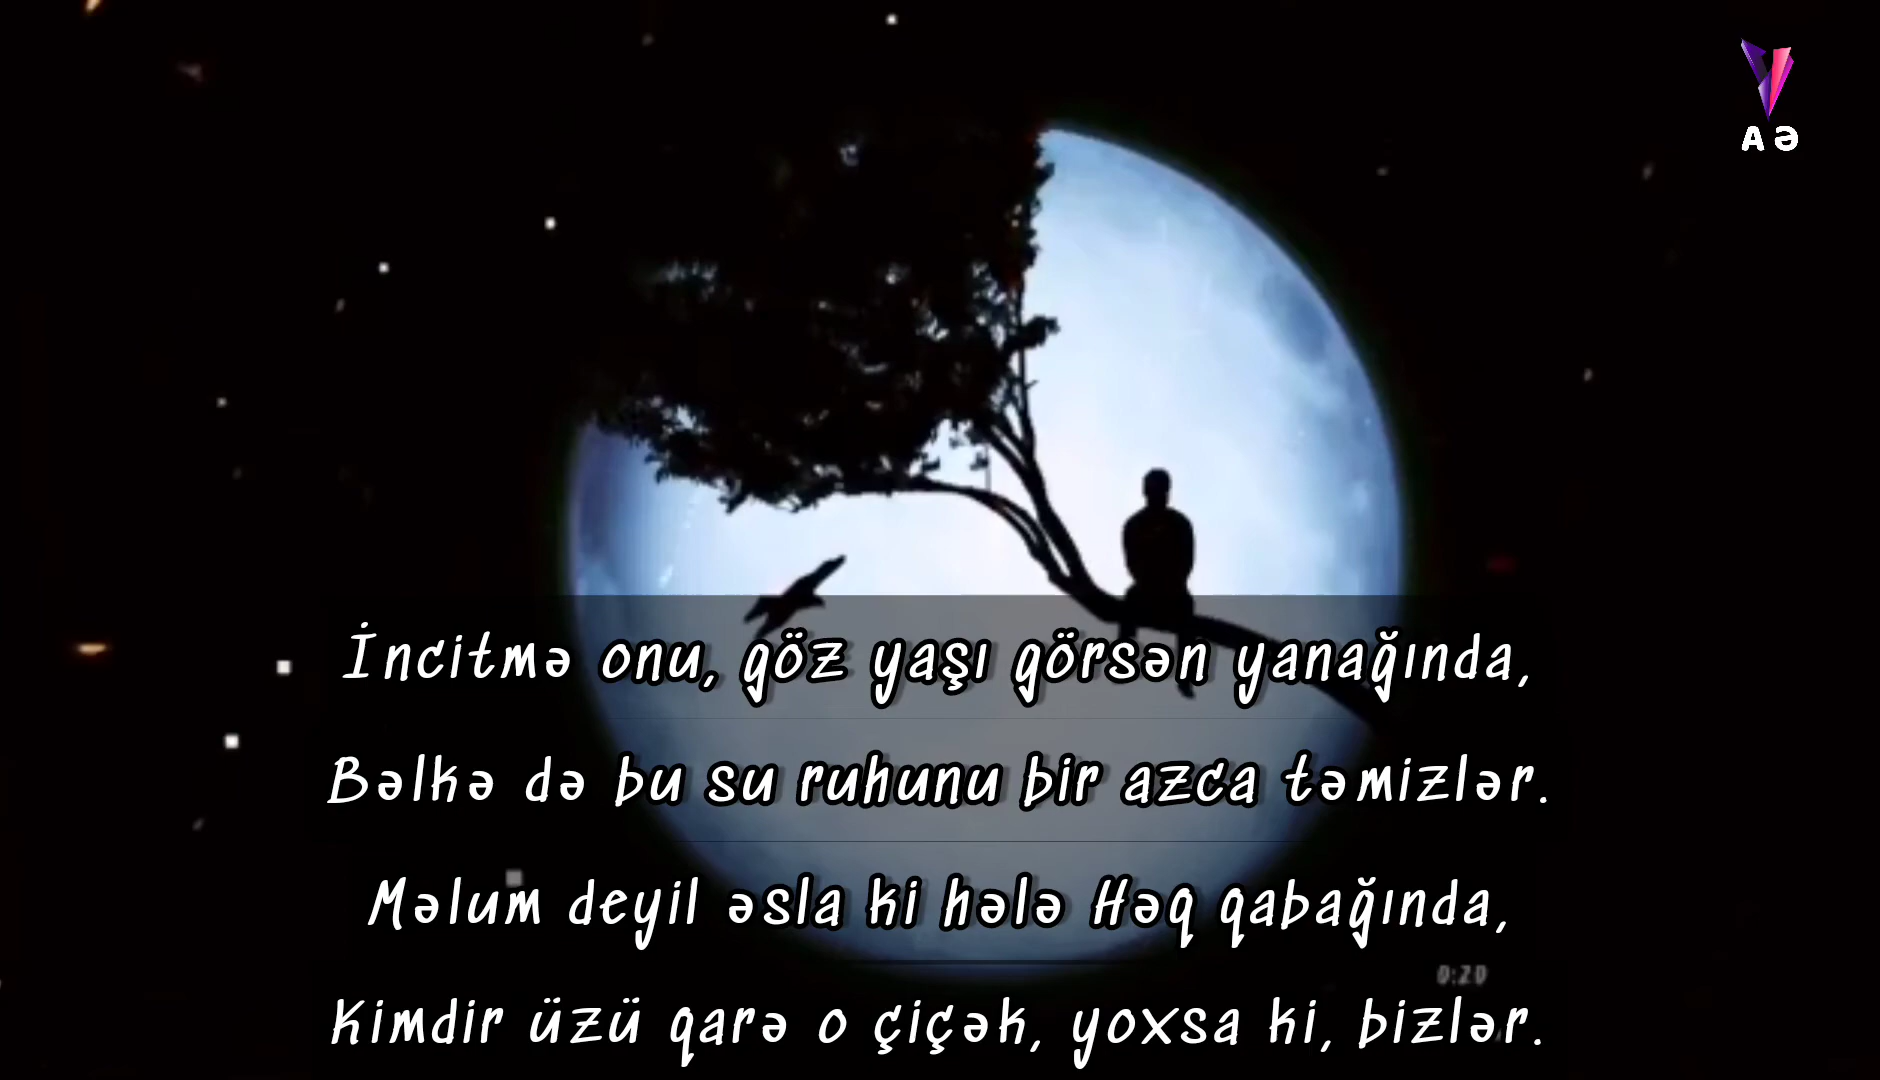 A Ə
İncitmə onu, göz yaşı görsən yanağında,
Bəlkə də bu su ruhunu bir azca təmizlər.
Məlum deyil əsla ki hələ Həq qabağında,
0:20
Kimdir üzü qarə o çiçək, yoxsa ki, bizlər.